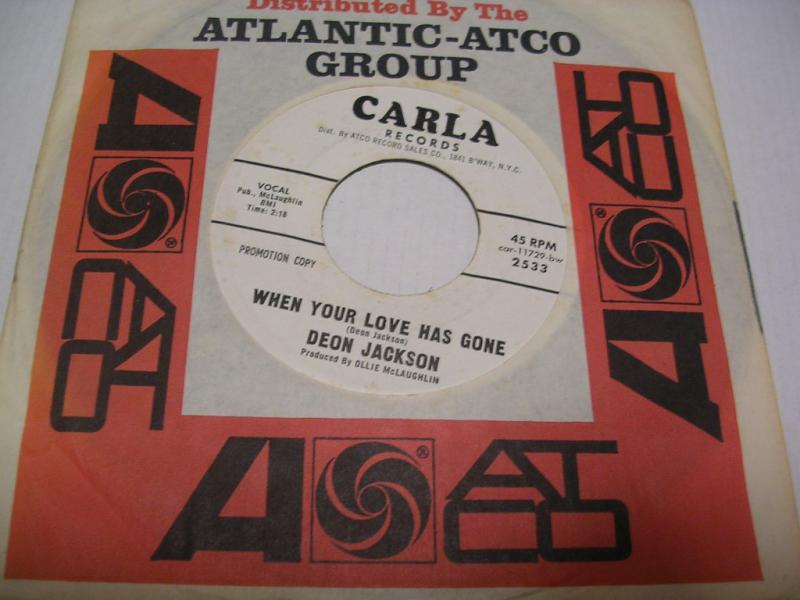 Distributed By The
ATLANTIC-ATCO
GROUP
CARLA
RECORDS
Dist. By ATCO RECORD SALES CO., 1841 B'WAY, N.Y.C.
VOCAL
Pub., McLaughlin
BMI
Time: 2:18
45 RPM
car-11729-bw
2533
PROMOTION COPY
WHEN YOUR LOVE HAS GONE
(Deon Jackson)
DEON JACKSON
Produced By OLLIE McLAUGHLIN
A ®
ATCO
A ®
ATCO
A ®
ATCO